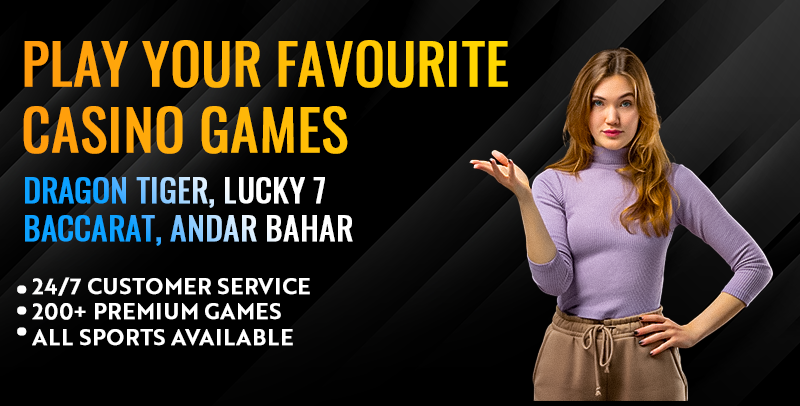 PLAY YOUR FAVOURITE
CASINO GAMES
DRAGON TIGER, LUCKY 7
BACCARAT, ANDAR BAHAR
• 24/7 CUSTOMER SERVICE
• 200+ PREMIUM GAMES
• ALL SPORTS AVAILABLE